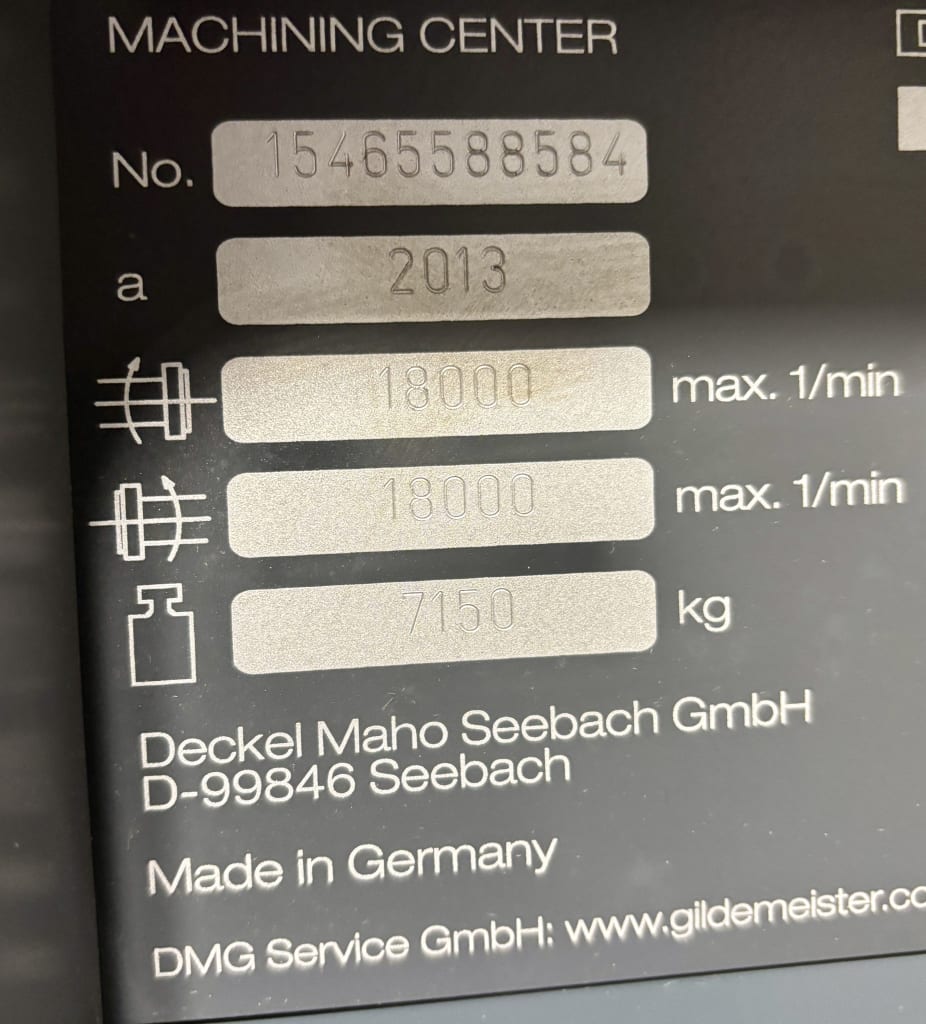 MACHINING CENTER
No. 15465588584
a 2013
18000 max. 1/min
18000 max. 1/min
7150 kg
Deckel Maho Seebach GmbH
D-99846 Seebach
Made in Germany
DMG Service GmbH: www.gildemeister.co